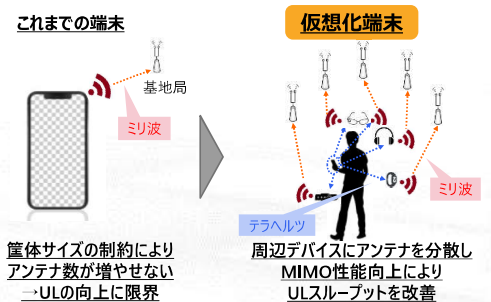 これまでの端末
基地局
ミリ波
筐体サイズの制約により
アンテナ数が増やせない
→ULの向上に限界
仮想化端末
ミリ波
テラヘルツ
周辺デバイスにアンテナを分散し
MIMO性能向上により
ULスループットを改善